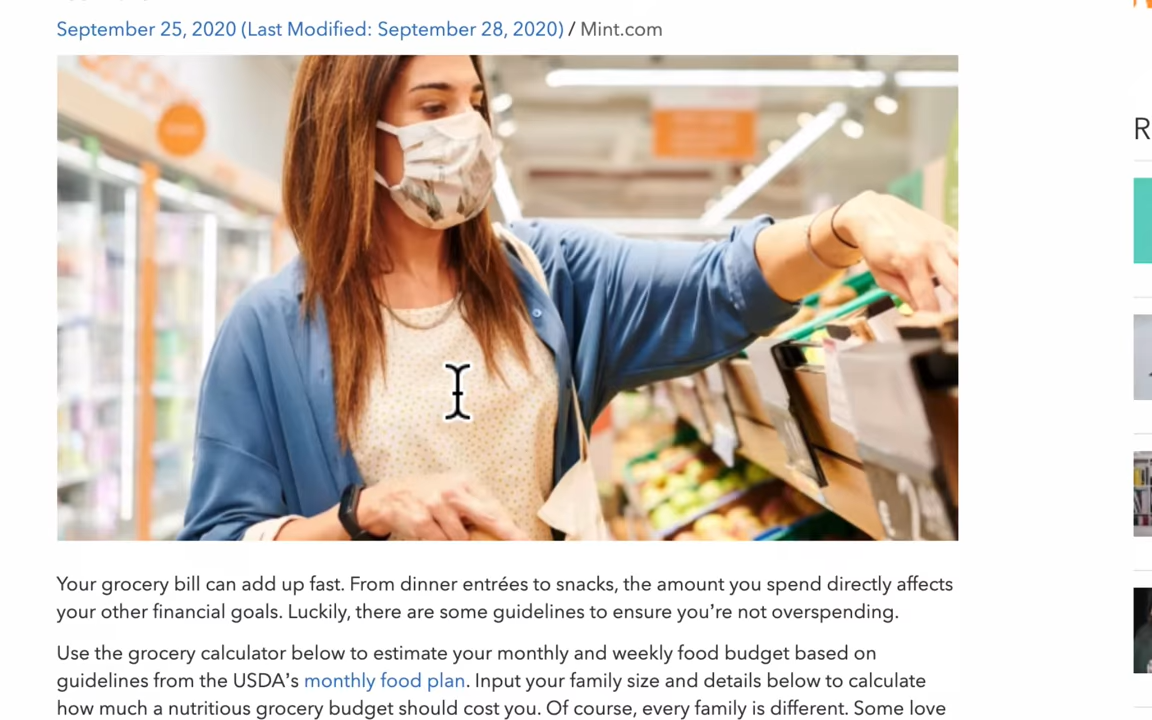 September 25, 2020 (Last Modified: September 28, 2020) / Mint.com
R
Your grocery bill can add up fast. From dinner entrées to snacks, the amount you spend directly affects
your other financial goals. Luckily, there are some guidelines to ensure you’re not overspending.
Use the grocery calculator below to estimate your monthly and weekly food budget based on
guidelines from the USDA’s monthly food plan. Input your family size and details below to calculate
how much a nutritious grocery budget should cost you. Of course, every family is different. Some love